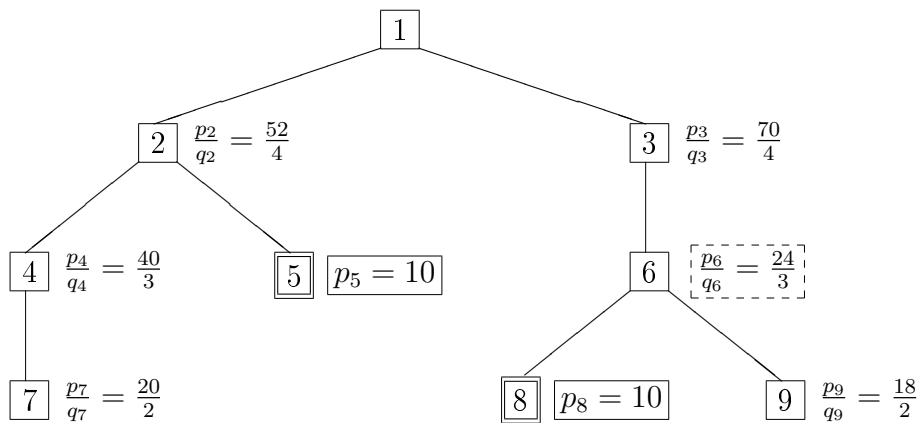 1
2 p₂/q₂ = 52/4 3 p₃/q₃ = 70/4
4 p₄/q₄ = 40/3 5 p₅ = 10 6 p₆/q₆ = 24/3
7 p₇/q₇ = 20/2 8 p₈ = 10 9 p₉/q₉ = 18/2